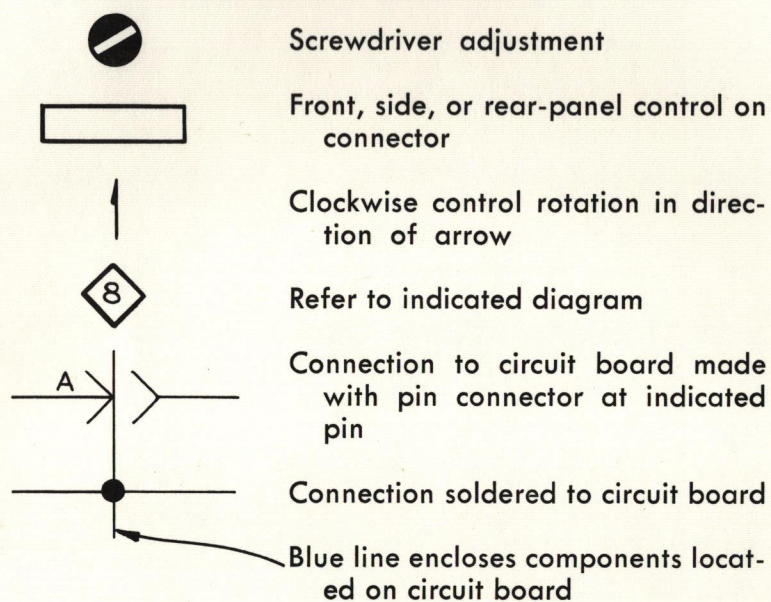 Screwdriver adjustment
Front, side, or rear-panel control on
connector
Clockwise control rotation in direc-
tion of arrow
8
Refer to indicated diagram
A
Connection to circuit board made
with pin connector at indicated
pin
Connection soldered to circuit board
Blue line encloses components locat-
ed on circuit board